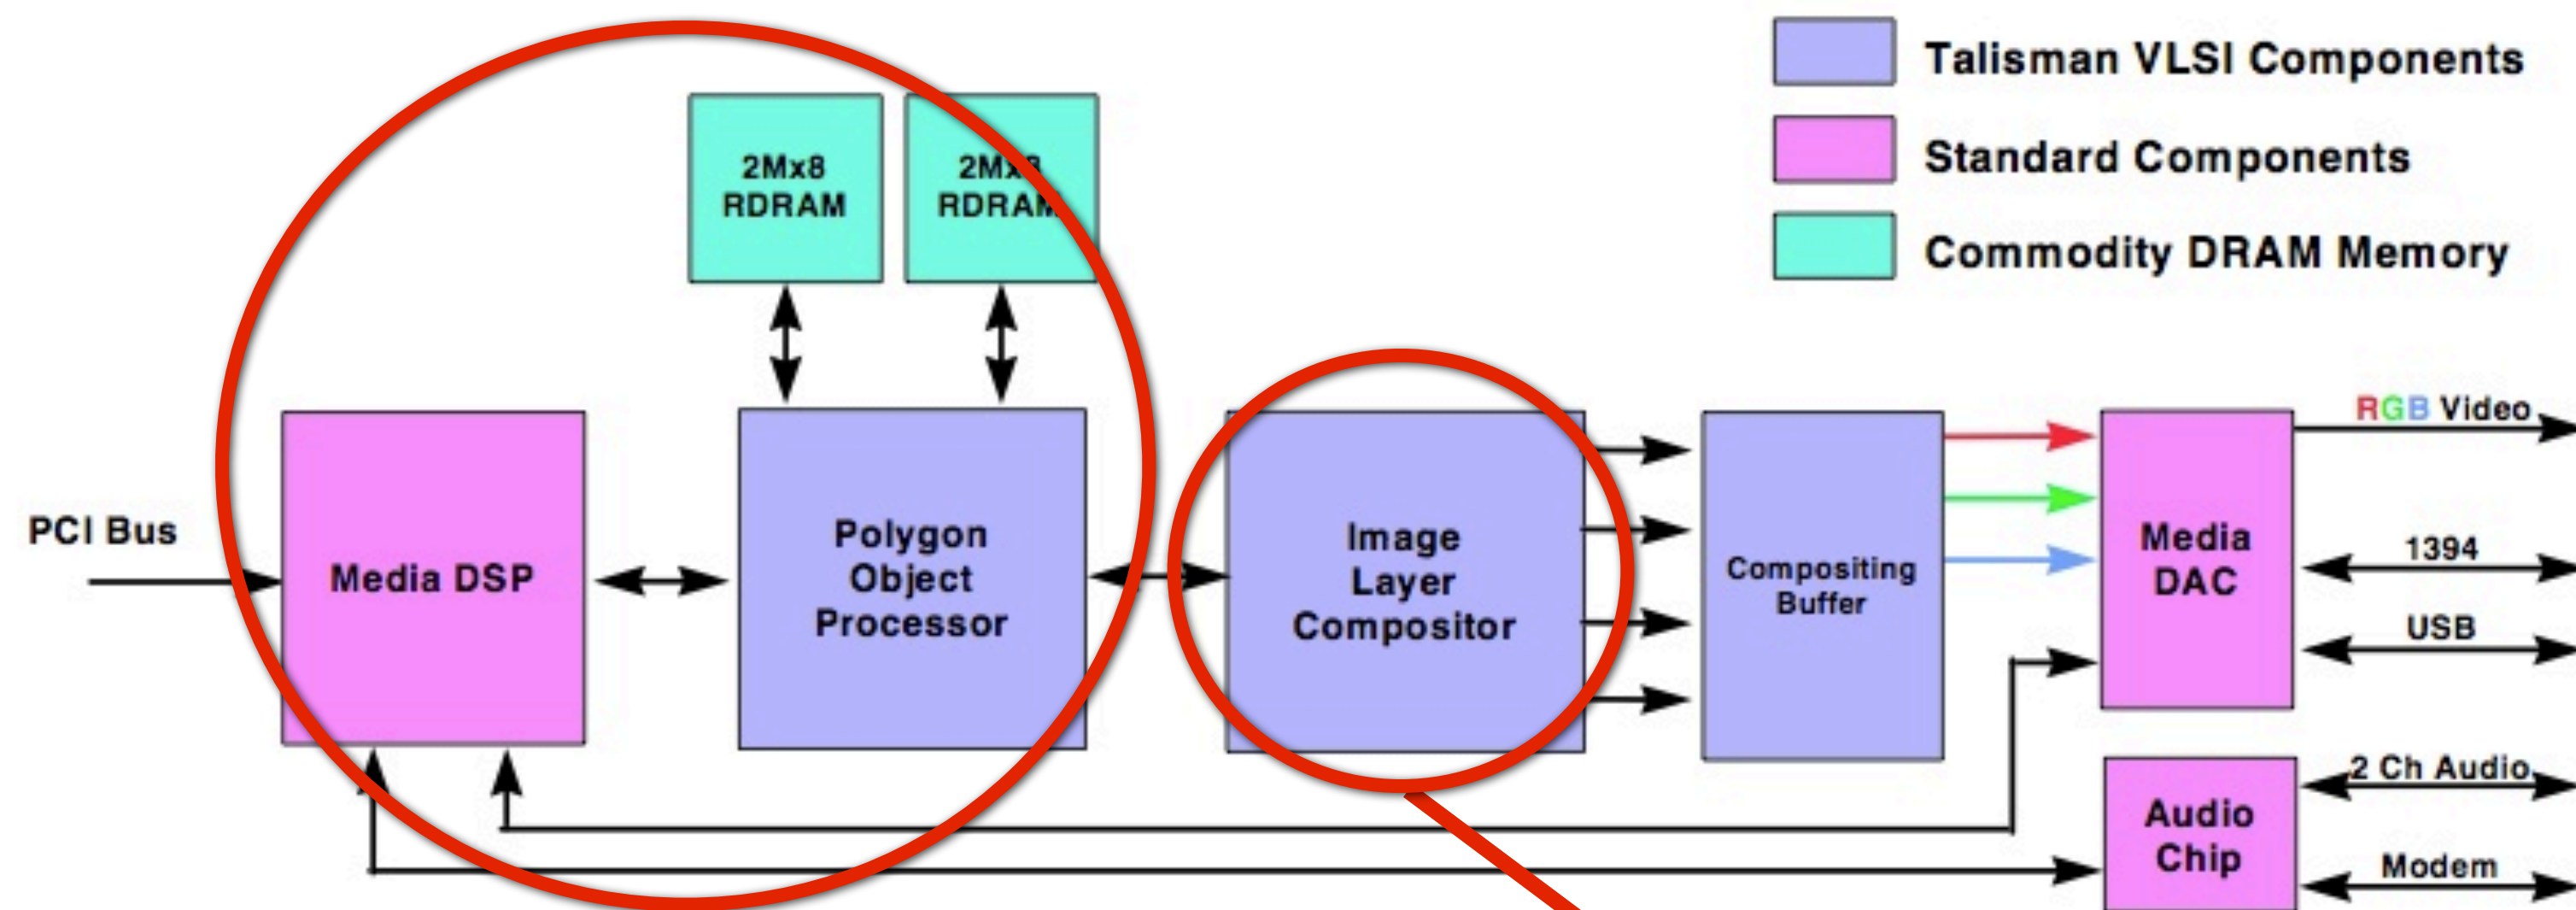 Talisman VLSI Components
Standard Components
Commodity DRAM Memory
2Mx8
RDRAM
2Mx8
RDRAM
PCI Bus
Media DSP
Polygon
Object
Processor
Image
Layer
Compositor
Compositing
Buffer
Media
DAC
RGB Video
1394
USB
Audio
Chip
2 Ch Audio
Modem